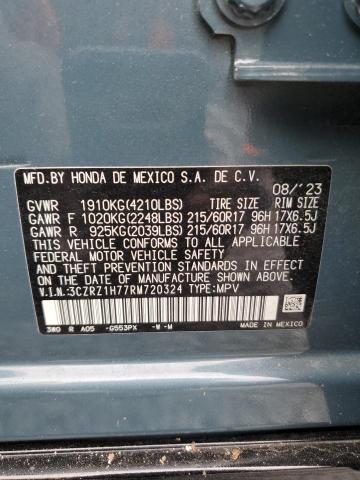 MFD.BY HONDA DE MEXICO S.A. DE C.V.
08/'23
GVWR 1910KG(4210LBS) TIRE SIZE RIM SIZE
GAWR F 1020KG(2248LBS) 215/60R17 96H 17X6.5J
GAWR R 925KG(2039LBS) 215/60R17 96H 17X6.5J
THIS VEHICLE CONFORMS TO ALL APPLICABLE
FEDERAL MOTOR VEHICLE SAFETY AND
THEFT PREVENTION STANDARDS IN EFFECT ON
THE DATE OF MANUFACTURE SHOWN ABOVE.
V.I.N.:3CZRZ1H77RM720324 TYPE:MPV
3W0 R A05 -G553PX -W-M